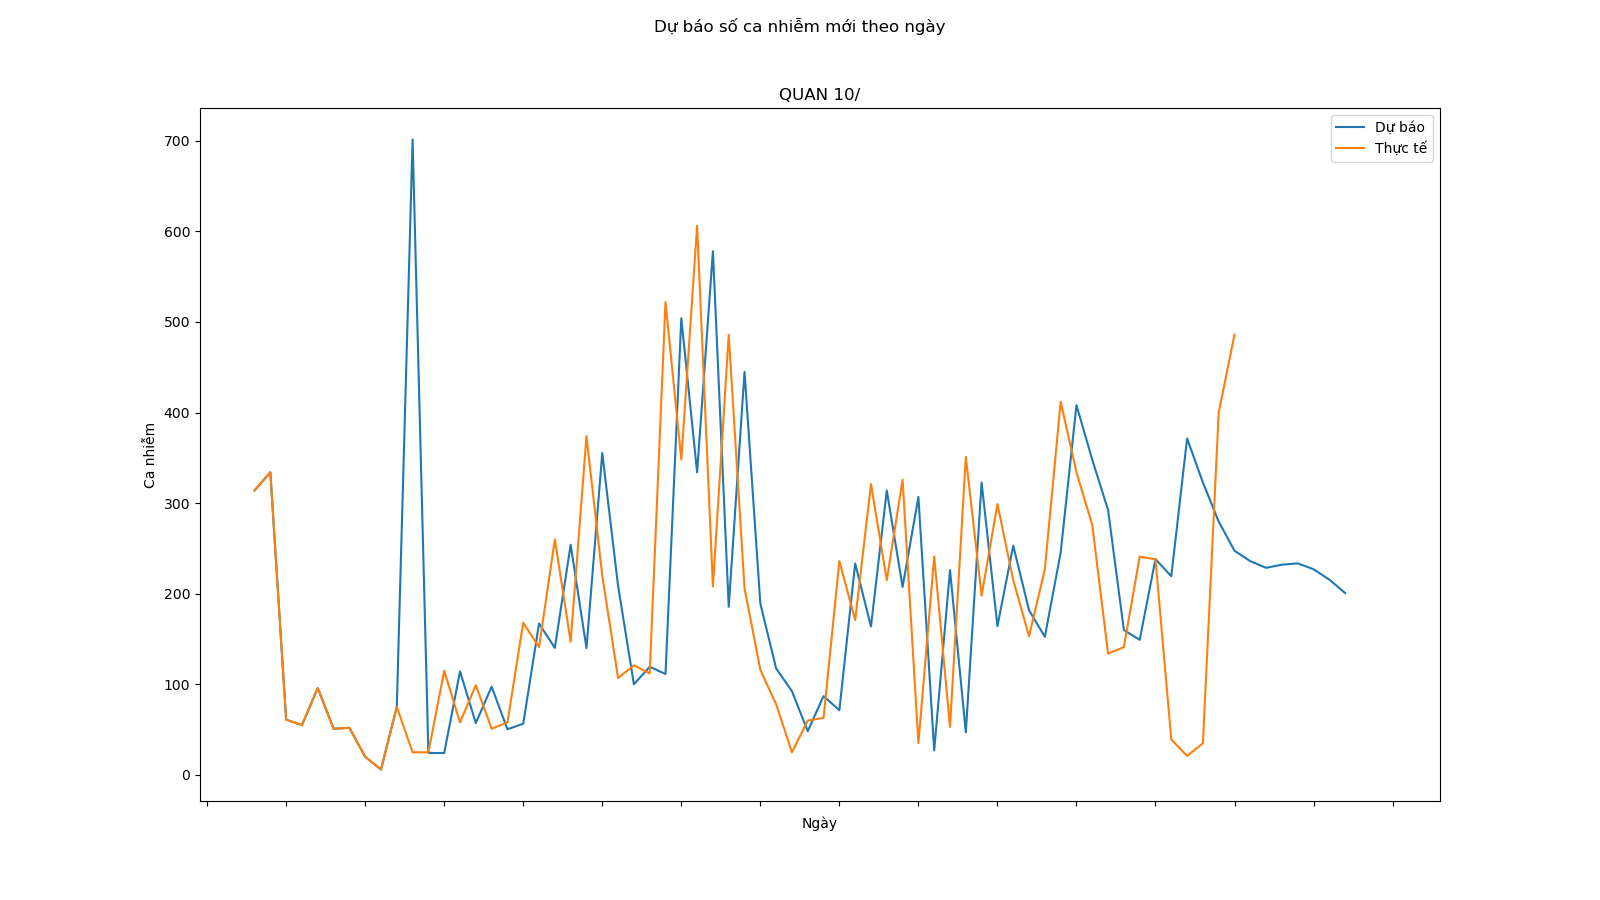 Dự báo số ca nhiễm mới theo ngày
QUAN 10/
Dự báo
Thực tế
700
600
500
400
300
200
100
0
Ca nhiễm
Ngày